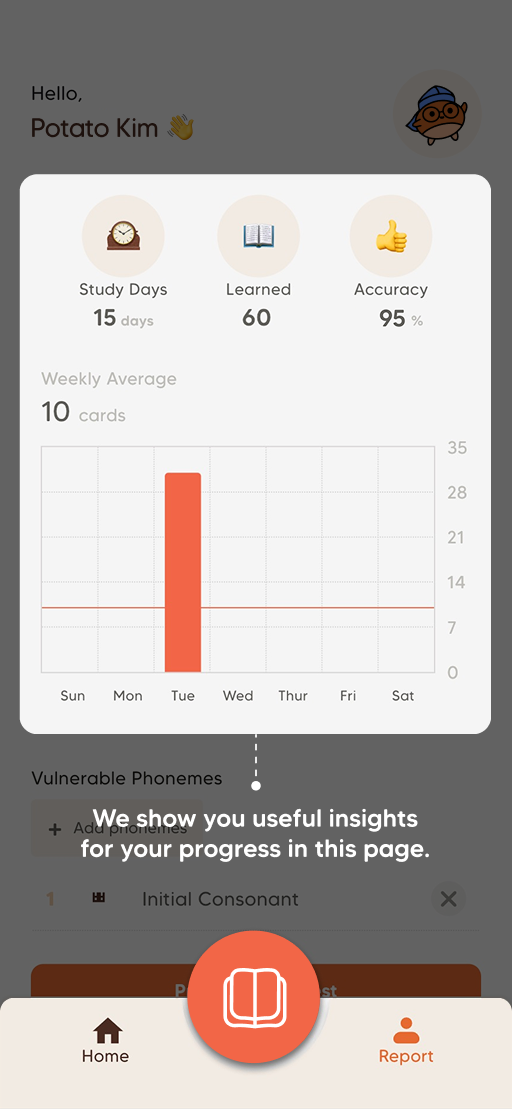 Hello,
Potato Kim 👋
Study Days
15 days
Learned
60
Accuracy
95 %
Weekly Average
10 cards
35
28
21
14
7
0
Sun Mon Tue Wed Thur Fri Sat
Vulnerable Phonemes
+ Add phonemes
We show you useful insights
for your progress in this page.
1 ㅃ Initial Consonant
Home
Report